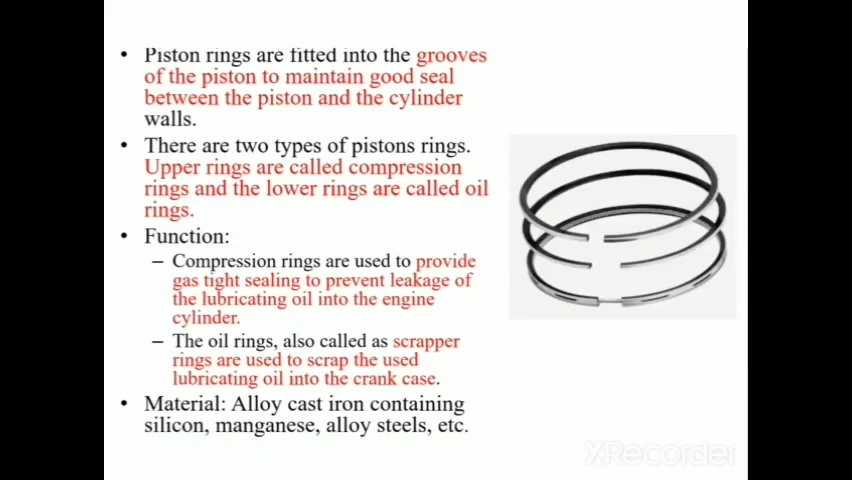 • Piston rings are fitted into the grooves
of the piston to maintain good seal
between the piston and the cylinder
walls.
• There are two types of pistons rings.
Upper rings are called compression
rings and the lower rings are called oil
rings.
• Function:
– Compression rings are used to provide
gas tight sealing to prevent leakage of
the lubricating oil into the engine
cylinder.
– The oil rings, also called as scrapper
rings are used to scrap the used
lubricating oil into the crank case.
• Material: Alloy cast iron containing
silicon, manganese, alloy steels, etc.
XRecorder